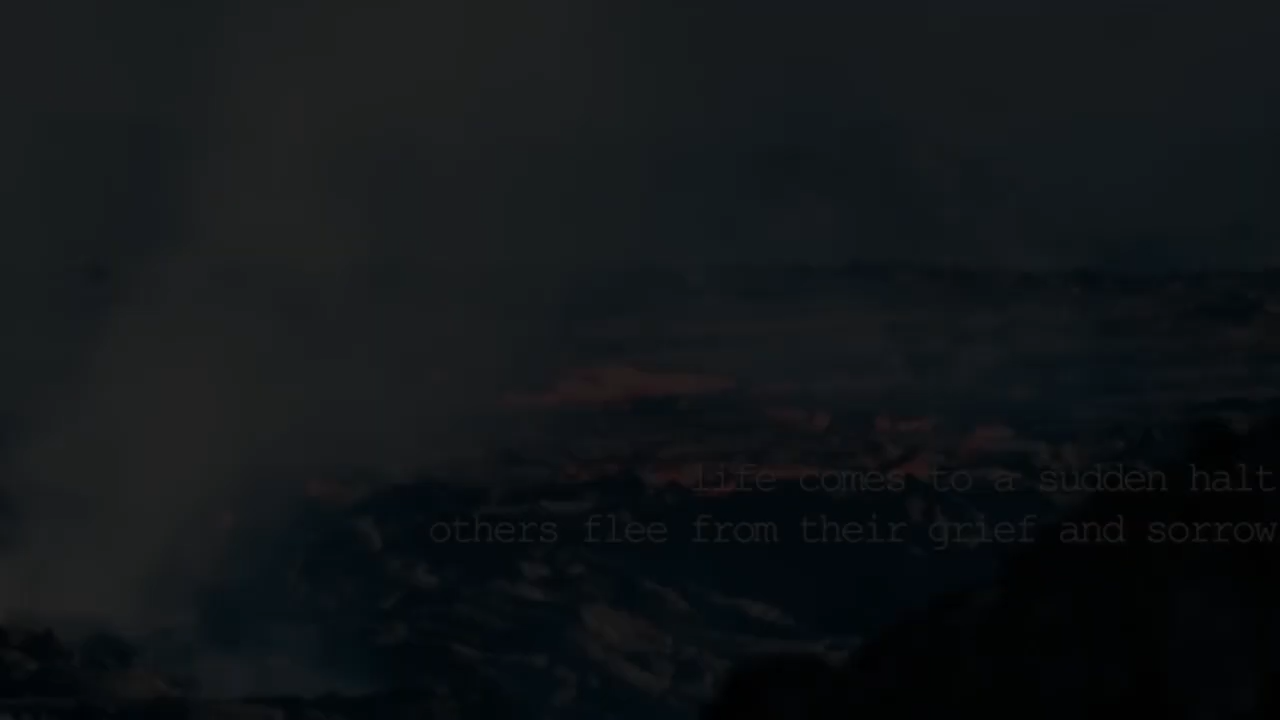 life comes to a sudden halt
others flee from their grief and sorrow